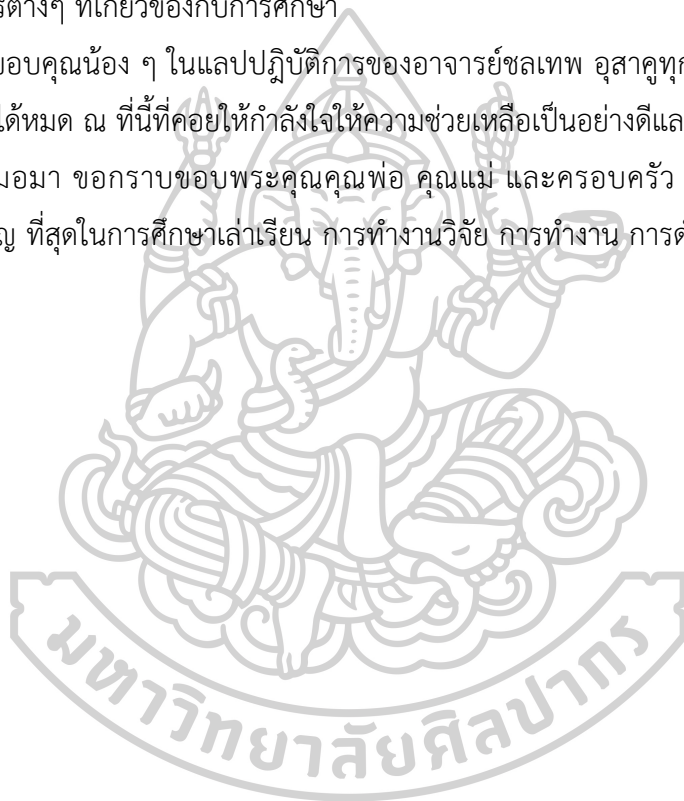 รต่างๆ ที่เกี่ยวข้องกับการศึกษา
ขอบคุณน้อง ๆ ในแลปปฎิบัติการของอาจารย์ชลเทพ อุสาคูทุก
ได้หมด ณ ที่นี้ที่คอยให้กำลังใจให้ความช่วยเหลือเป็นอย่างดีและ
มอมา ขอกราบขอบพระคุณคุณพ่อ คุณแม่ และครอบครัว
ญ ที่สุดในการศึกษาเล่าเรียน การทำงานวิจัย การทำงาน การดำ
มหาวิทยาลัยศิลปากร